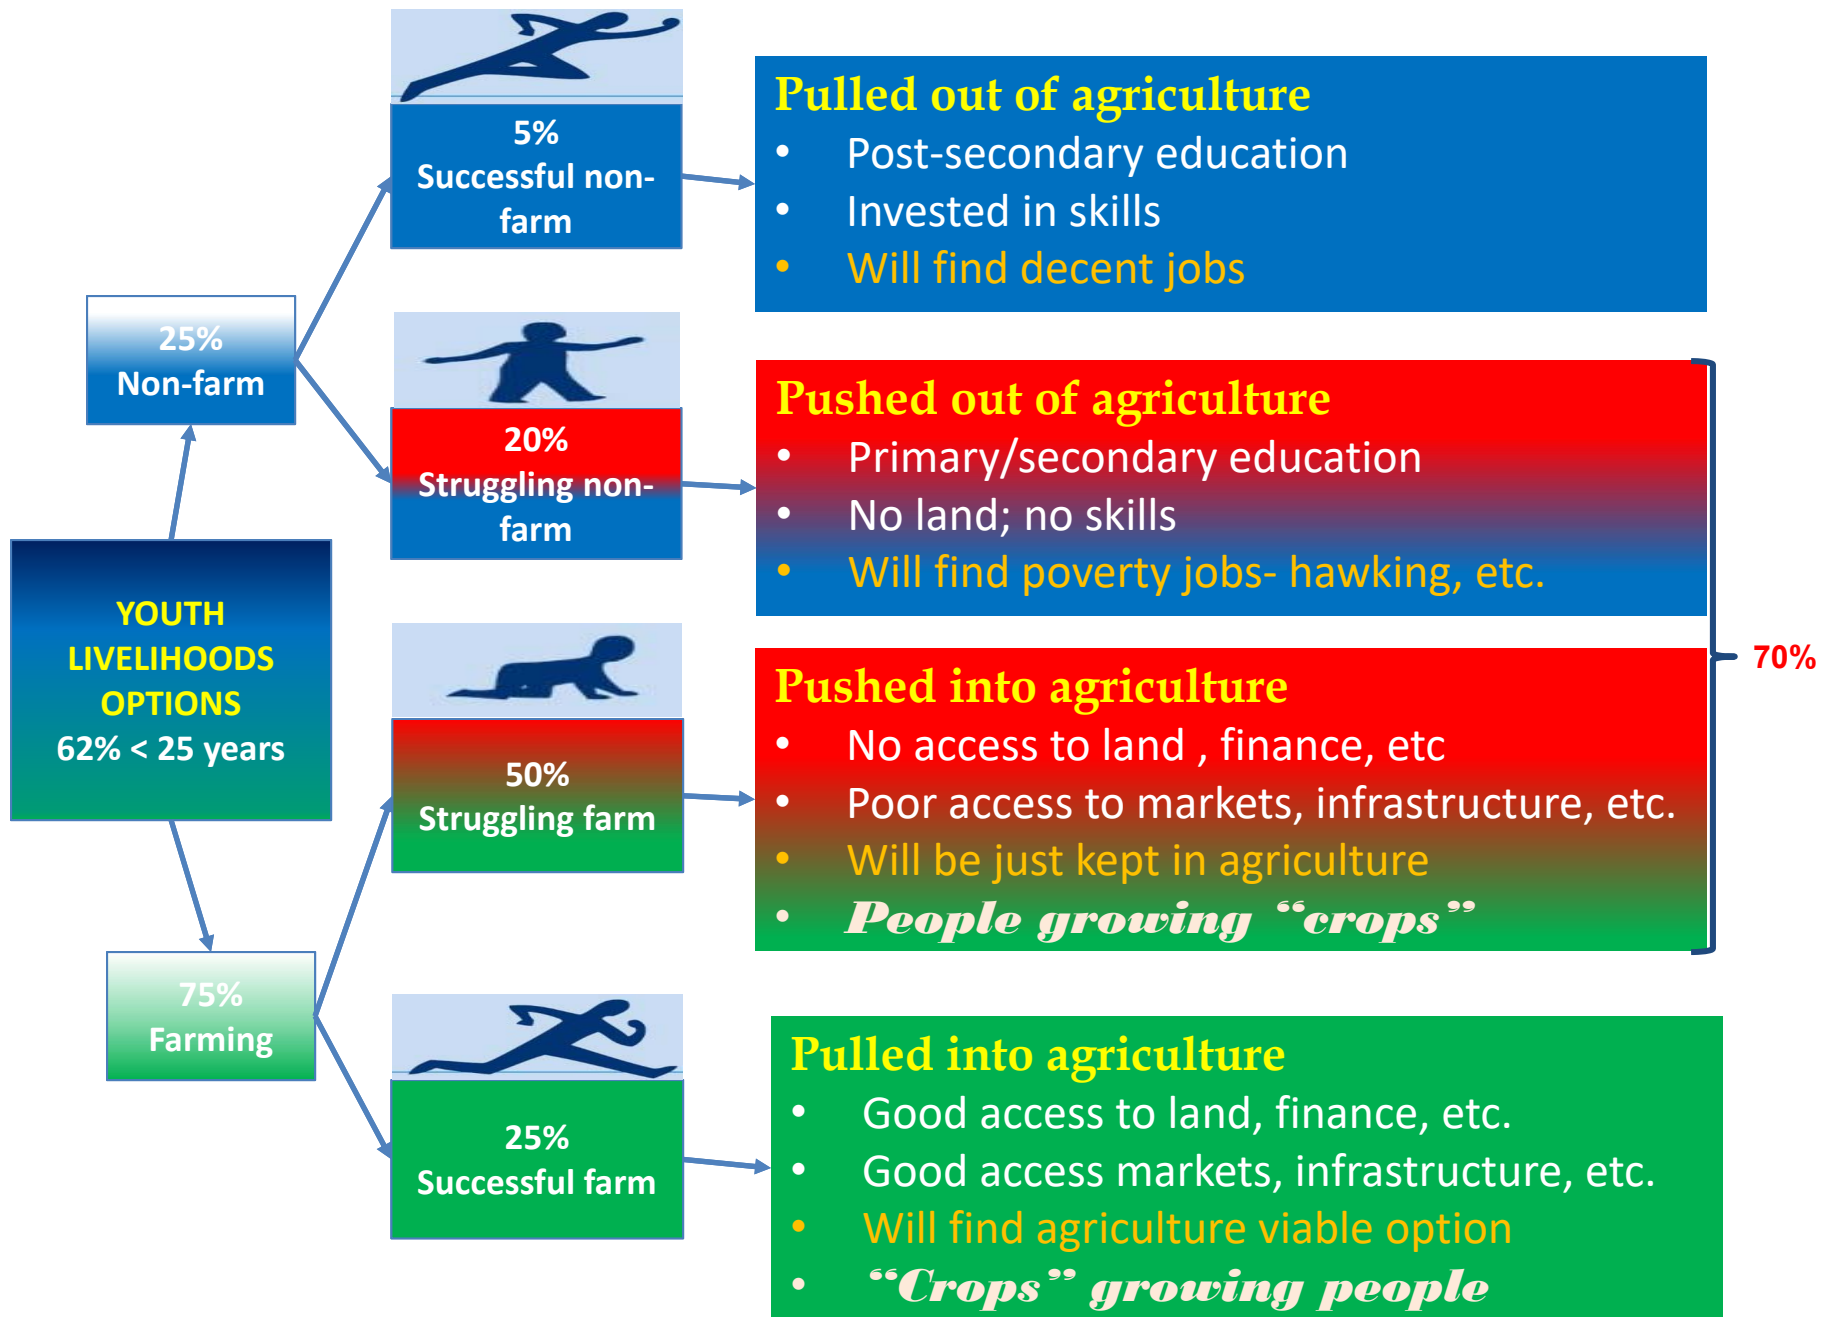 5%
Successful non-
farm
Pulled out of agriculture
• Post-secondary education
• Invested in skills
• Will find decent jobs
25%
Non-farm
20%
Struggling non-
farm
Pushed out of agriculture
• Primary/secondary education
• No land; no skills
• Will find poverty jobs- hawking, etc.
YOUTH
LIVELIHOODS
OPTIONS
62% < 25 years
70%
50%
Struggling farm
Pushed into agriculture
• No access to land , finance, etc
• Poor access to markets, infrastructure, etc.
• Will be just kept in agriculture
• People growing “crops”
75%
Farming
25%
Successful farm
Pulled into agriculture
• Good access to land, finance, etc.
• Good access markets, infrastructure, etc.
• Will find agriculture viable option
• “Crops” growing people